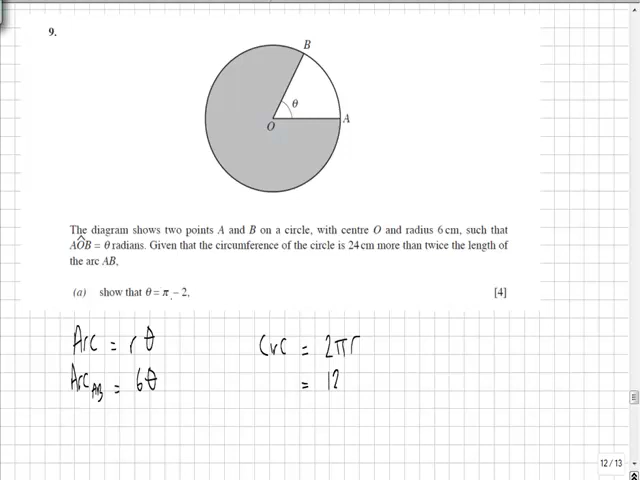 9.
B
θ
O
A
The diagram shows two points A and B on a circle, with centre O and radius 6 cm, such that
AÔB = θ radians. Given that the circumference of the circle is 24 cm more than twice the length of
the arc AB,
(a) show that θ = π - 2, [4]
Arc = rθ
Circ = 2πr
Arc AB = 6θ
= 12
12 / 13